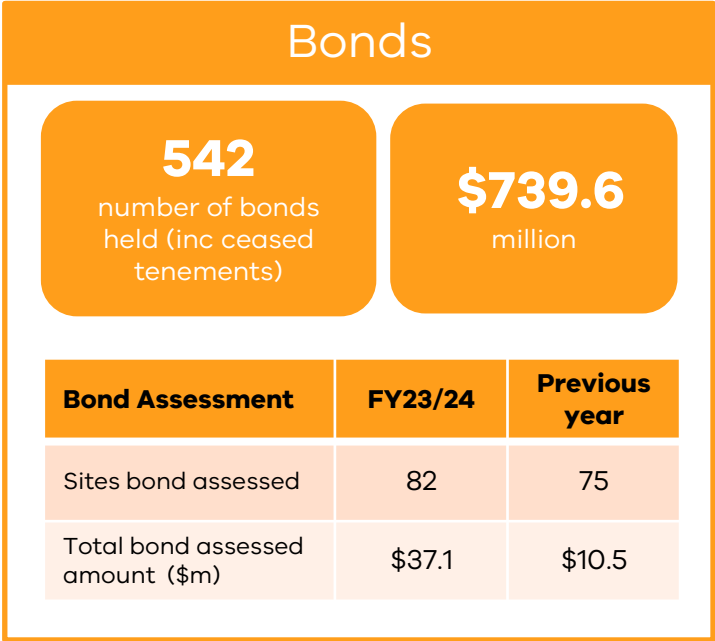 Bonds
542
number of bonds
held (inc ceased
tenements)
$739.6
million
Bond Assessment FY23/24 Previous
year
Sites bond assessed 82 75
Total bond assessed
amount ($m) $37.1 $10.5